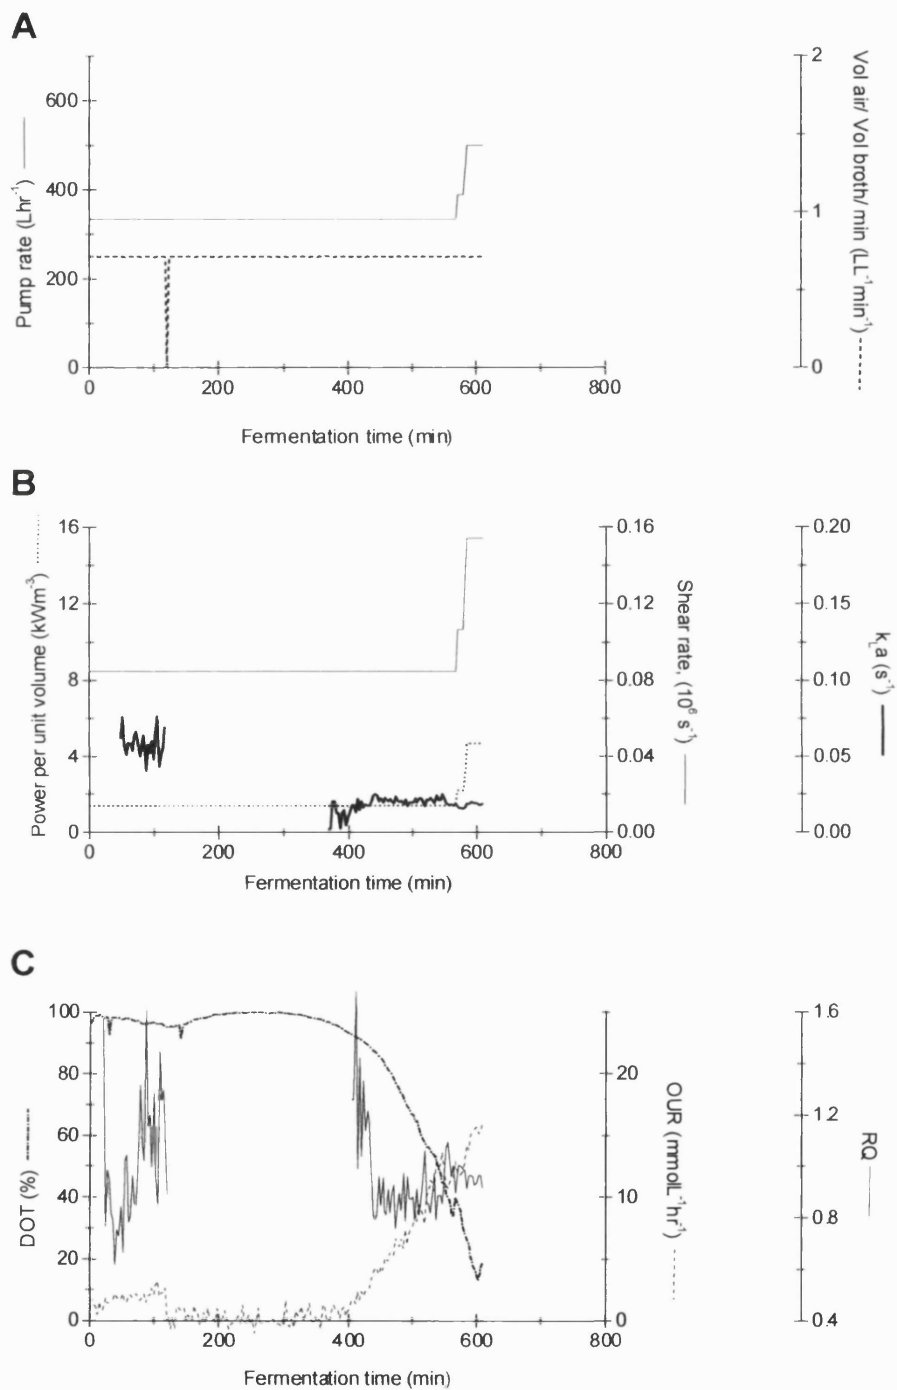 A
Pump rate (Lhr-1)
600
400
200
0
2
1
0
Vol air/ Vol broth/ min (LL-1min-1)
0 200 400 600 800
Fermentation time (min)
B
Power per unit volume (kWm-3)
16
12
8
4
0
0.16
0.12
0.08
0.04
0.00
Shear rate, (106 s-1)
0.20
0.15
0.10
0.05
0.00
kLa (s-1)
0 200 400 600 800
Fermentation time (min)
C
DOT (%)
100
80
60
40
20
0
20
10
0
OUR (mmolL-1hr-1)
1.6
1.2
0.8
0.4
RQ
0 200 400 600 800
Fermentation time (min)